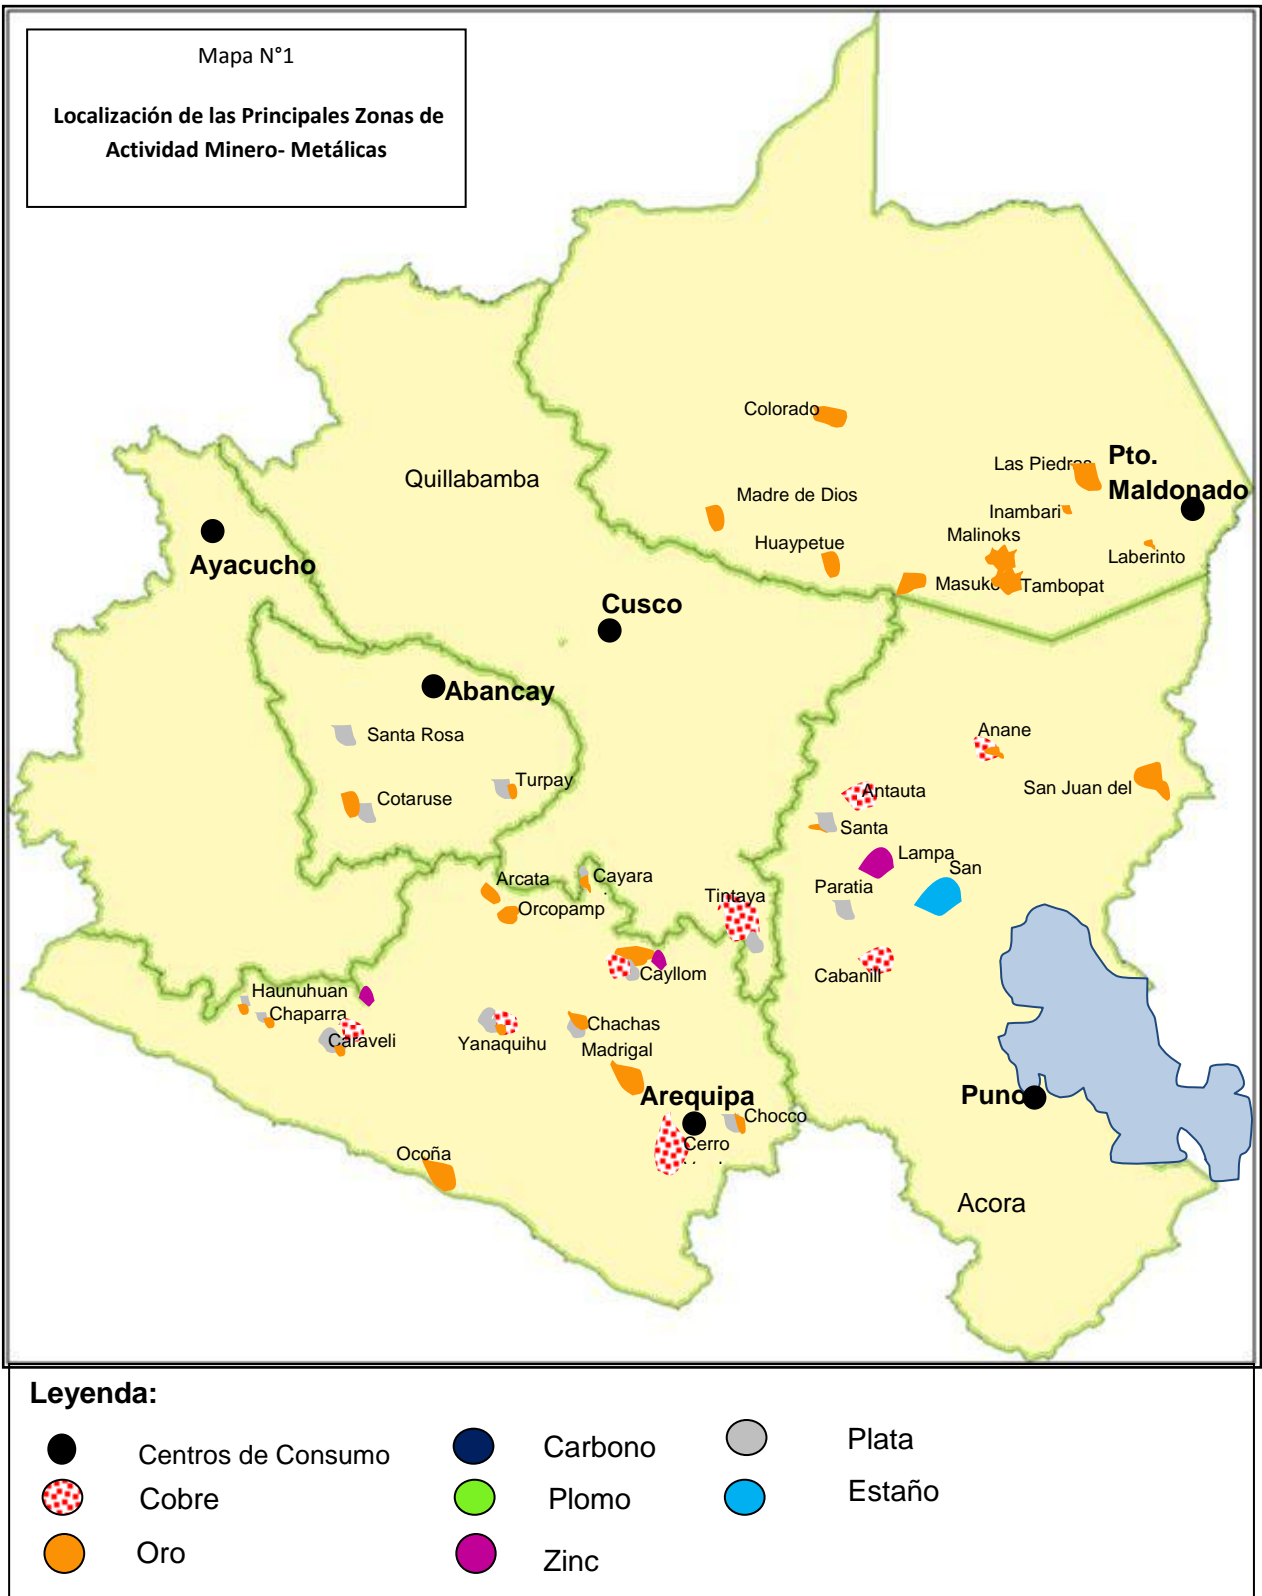 Mapa N°1
Localización de las Principales Zonas de
Actividad Minero- Metálicas
Colorado
Las Piedras
Pto.
Maldonado
Quillabamba
Madre de Dios
Inambari
Malinoks
Huaypetue
Laberinto
Ayacucho
Masuko
Tambopat
Cusco
Abancay
Santa Rosa
Anane
Turpay
San Juan del
Cotaruse
Antauta
Santa
Lampa
San
Arcata
Cayara
Paratia
Tintaya
Orcopamp
Cayllom
Cabanill
Haunuhuan
Chaparra
Caraveli
Yanaquihu
Chachas
Madrigal
Arequipa
Puno
Chocco
Cerro
Ocoña
Acora
Leyenda:
Centros de Consumo
Carbono
Plata
Cobre
Plomo
Estaño
Oro
Zinc